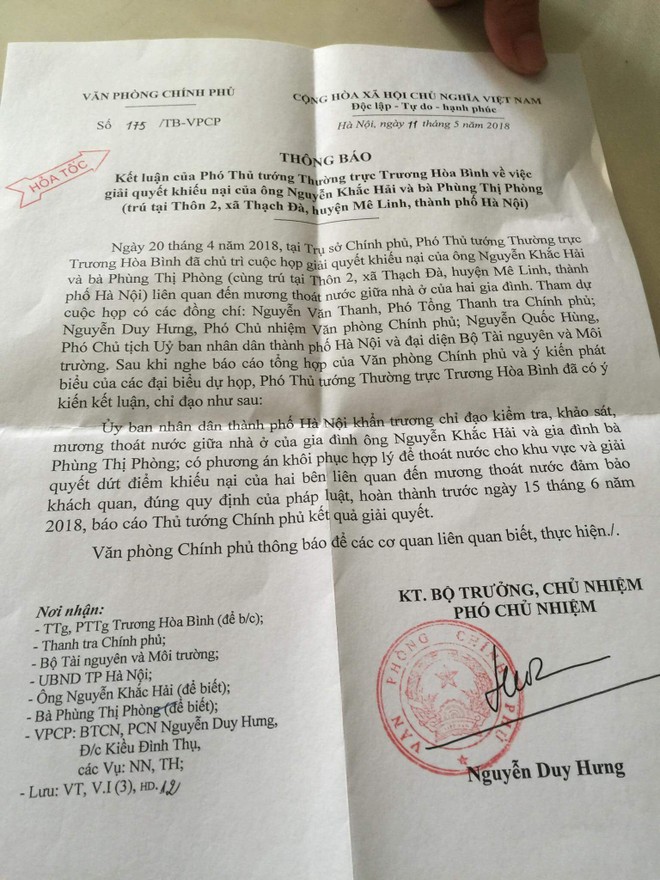 VĂN PHÒNG CHÍNH PHỦ
CỘNG HÒA XÃ HỘI CHỦ NGHĨA VIỆT NAM
Độc lập - Tự do - hạnh phúc
Số 175 /TB-VPCP
Hà Nội, ngày 11 tháng 5 năm 2018
HỎA TỐC
THÔNG BÁO
Kết luận của Phó Thủ tướng Thường trực Trương Hòa Bình về việc
giải quyết khiếu nại của ông Nguyễn Khắc Hải và bà Phùng Thị Phòng
(trú tại Thôn 2, xã Thạch Đà, huyện Mê Linh, thành phố Hà Nội)
Ngày 20 tháng 4 năm 2018, tại Trụ sở Chính phủ, Phó Thủ tướng Thường trực
Trương Hòa Bình đã chủ trì cuộc họp giải quyết khiếu nại của ông Nguyễn Khắc Hải
và bà Phùng Thị Phòng (cùng trú tại Thôn 2, xã Thạch Đà, huyện Mê Linh, thành
phố Hà Nội) liên quan đến mương thoát nước giữa nhà ở của hai gia đình. Tham dự
cuộc họp có các đồng chí: Nguyễn Văn Thanh, Phó Tổng Thanh tra Chính phủ;
Nguyễn Duy Hưng, Phó Chủ nhiệm Văn phòng Chính phủ; Nguyễn Quốc Hùng,
Phó Chủ tịch Uỷ ban nhân dân thành phố Hà Nội và đại diện Bộ Tài nguyên và Môi
trường. Sau khi nghe báo cáo tổng hợp của Văn phòng Chính phủ và ý kiến phát
biểu của các đại biểu dự họp, Phó Thủ tướng Thường trực Trương Hòa Bình đã có ý
kiến kết luận, chỉ đạo như sau:
Ủy ban nhân dân thành phố Hà Nội khẩn trương chỉ đạo kiểm tra, khảo sát,
mương thoát nước giữa nhà ở của gia đình ông Nguyễn Khắc Hải và gia đình bà
Phùng Thị Phòng; có phương án khôi phục hợp lý để thoát nước cho khu vực và giải
quyết dứt điểm khiếu nại của hai bên liên quan đến mương thoát nước đảm bảo
khách quan, đúng quy định của pháp luật, hoàn thành trước ngày 15 tháng 6 năm
2018, báo cáo Thủ tướng Chính phủ kết quả giải quyết.
Văn phòng Chính phủ thông báo để các cơ quan liên quan biết, thực hiện./.
Nơi nhận:
- TTg, PTTg Trương Hòa Bình (để b/c);
- Thanh tra Chính phủ;
- Bộ Tài nguyên và Môi trường;
- UBND TP Hà Nội;
- Ông Nguyễn Khắc Hải (để biết);
- Bà Phùng Thị Phòng (để biết);
- VPCP: BTCN, PCN Nguyễn Duy Hưng,
Đ/c Kiều Đình Thụ,
các Vụ: NN, TH;
- Lưu: VT, V.I (3), HD.12
KT. BỘ TRƯỞNG, CHỦ NHIỆM
PHÓ CHỦ NHIỆM
VĂN PHÒNG CHÍNH PHỦ
Nguyễn Duy Hưng